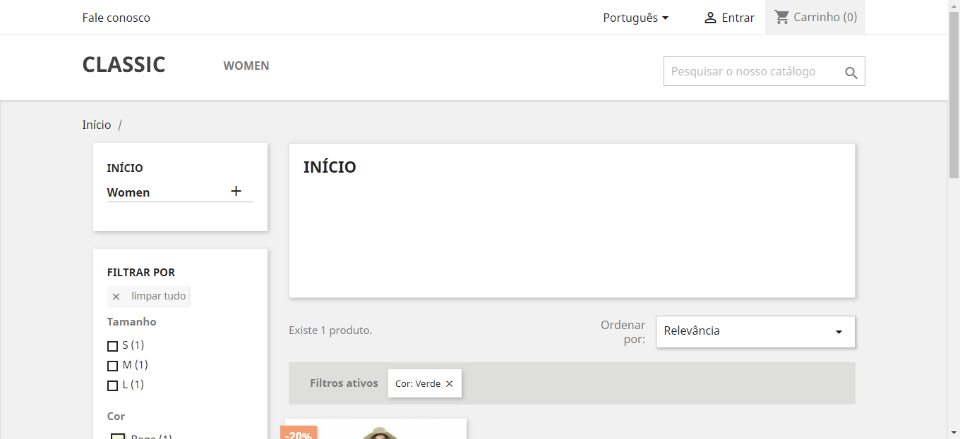 Fale conosco
Português
Entrar
Carrinho (0)
CLASSIC
WOMEN
Pesquisar o nosso catálogo
Início /
INÍCIO
Women
INÍCIO
FILTRAR POR
limpar tudo
Tamanho
S (1)
M (1)
L (1)
Cor
Bege (1)
Existe 1 produto.
Ordenar
por:
Relevância
Filtros ativos
Cor: Verde
-20%